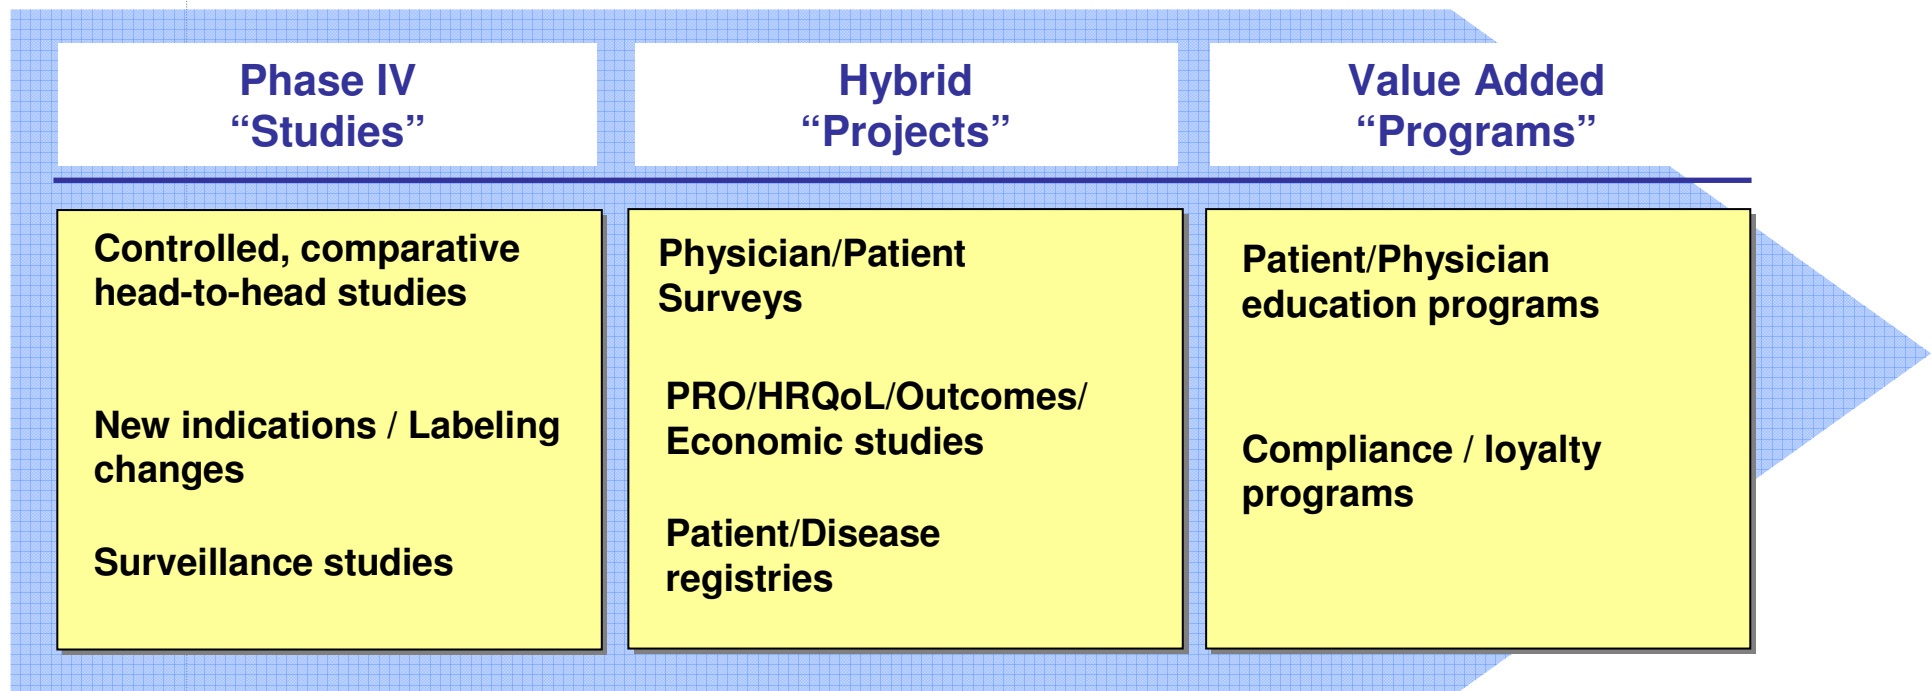 Phase IV
“Studies”
Hybrid
“Projects”
Value Added
“Programs”
Controlled, comparative
head-to-head studies
New indications / Labeling
changes
Surveillance studies
Physician/Patient
Surveys
PRO/HRQoL/Outcomes/
Economic studies
Patient/Disease
registries
Patient/Physician
education programs
Compliance / loyalty
programs